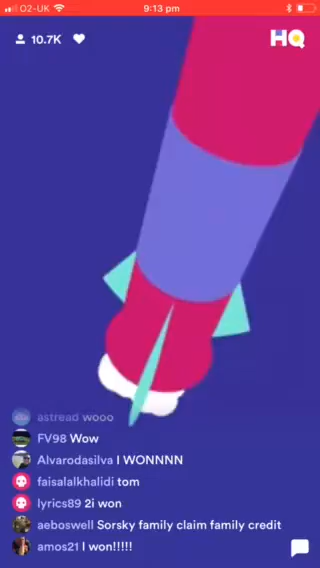 O2-UK 9:13 pm
10.7K HQ
astread wooo
FV98 Wow
Alvarodasilva I WONNNN
faisalalkhalidi tom
lyrics89 2i won
aeboswell Sorsky family claim family credit
amos21 I won!!!!!